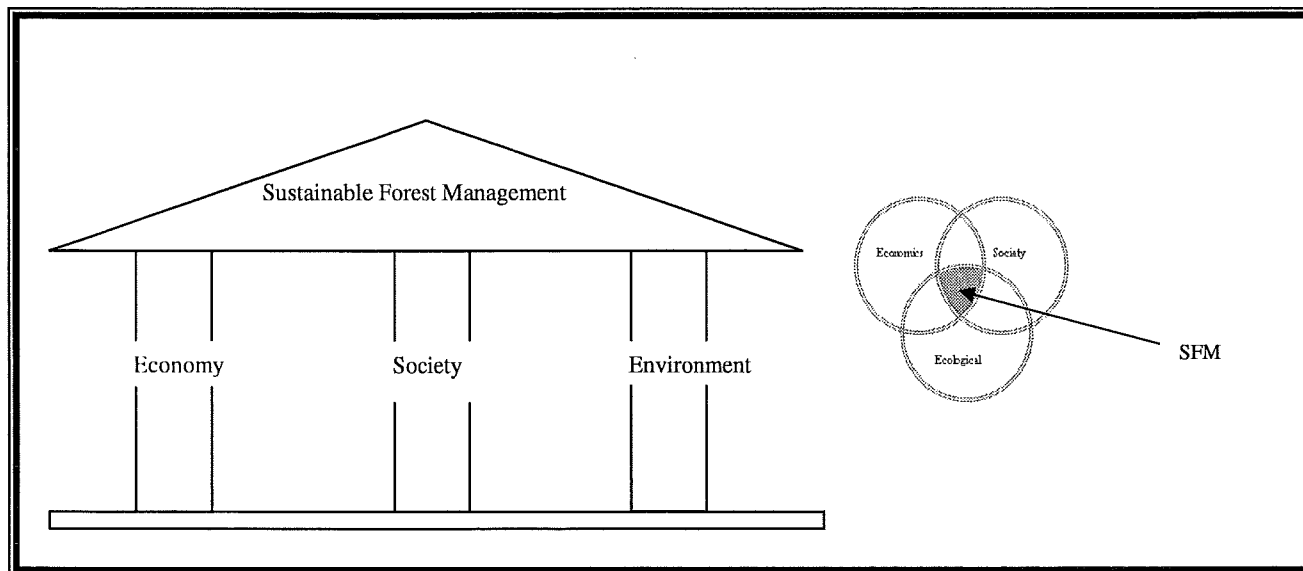 Sustainable Forest Management
Economy
Society
Environment
Economics
Society
Ecological
SFM